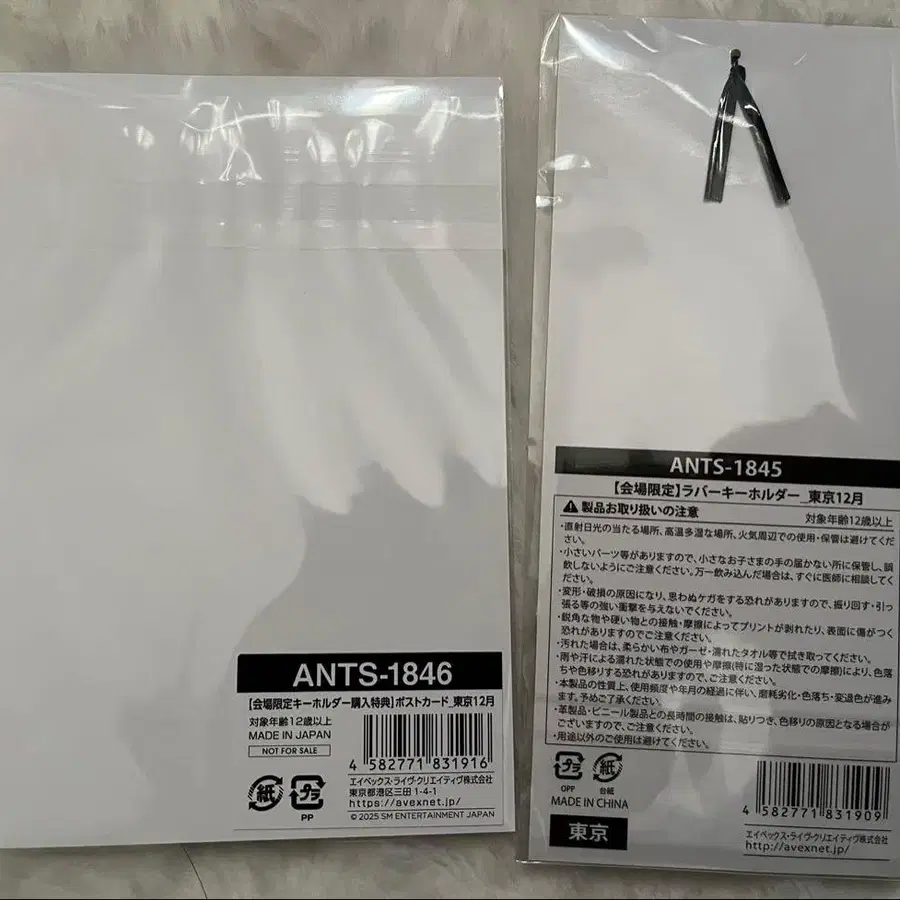 ANTS-1846
【会場限定キーホルダー購入特典】ポストカード_東京12月
対象年齢12歳以上
MADE IN JAPAN
NOT FOR SALE
4 582771 831916
紙
プラ
PP
エイベックス・ライヴ・クリエイティヴ株式会社
東京都港区三田 1-4-1
https://avexnet.jp/
© 2025 SM ENTERTAINMENT JAPAN
ANTS-1845
【会場限定】ラバーキーホルダー_東京12月
製品お取り扱いの注意
対象年齢12歳以上
・直射日光の当たる場所、高温多湿な場所、火気周辺での使用・保管は避けてくだ
さい。
・小さいパーツ等がありますので、小さなお子さまの手の届かない所に保管し、誤
飲しないようにご注意ください。万一飲み込んだ場合は、すぐに医師に相談してく
ださい。
・変形・破損の原因になり、思わぬケガをする恐れがありますので、振り回す・引っ
張る等の強い衝撃を与えないでください。
・鋭角な物や硬い物との接触・摩擦によってプリントが剥れたり、表面に傷がつく
恐れがありますのでご注意ください。
・汚れた場合は、柔らかい布やガーゼ・濡れたタオル等で拭き取ってください。
・雨や汗による濡れた状態での使用や摩擦(特に湿った状態での摩擦)により、色落
ちや色移りする恐れがありますので、ご注意ください。
・本製品の性質上、使用頻度や年月の経過に伴い、磨耗劣化・色落ち・変退色が進み
ます。予めご了承ください。
・革製品・ビニール製品との長時間の接触は、貼りつき、色移りの原因となる場合が
ございますので、ご注意ください。
・用途以外のご使用は避けてください。
プラ
紙
OPP
台紙
MADE IN CHINA
東京
4 582771 831909
エイベックス・ライヴ・クリエイティヴ株式会社
http://avexnet.jp/